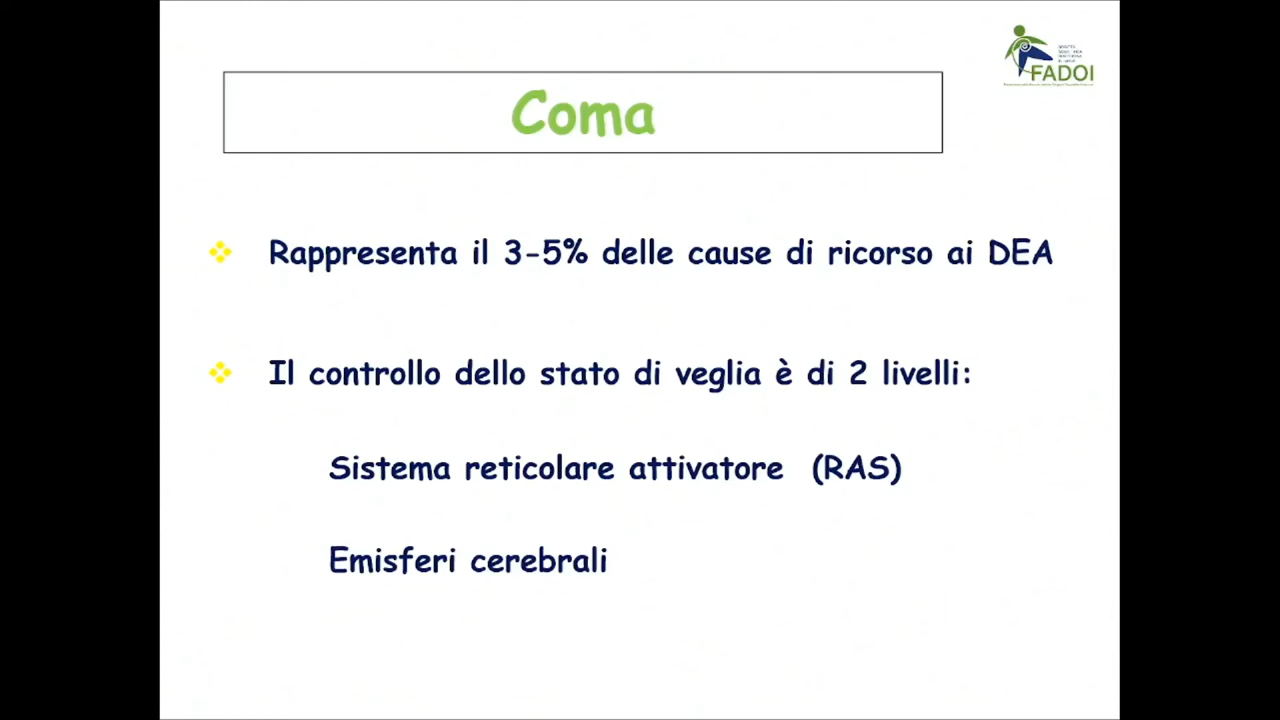 FADOI
Coma
Rappresenta il 3-5% delle cause di ricorso ai DEA
Il controllo dello stato di veglia è di 2 livelli:
Sistema reticolare attivatore (RAS)
Emisferi cerebrali